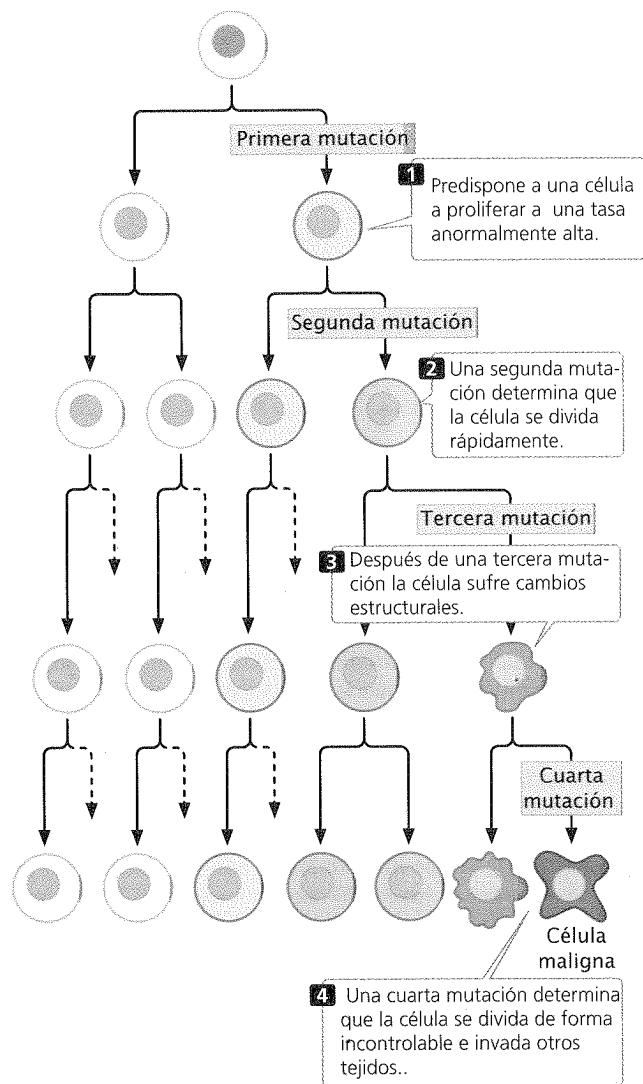 Primera mutación
1 Predispone a una célula
a proliferar a una tasa
anormalmente alta.
Segunda mutación
2 Una segunda muta-
ción determina que
la célula se divida
rápidamente.
Tercera mutación
3 Después de una tercera muta-
ción la célula sufre cambios
estructurales.
Cuarta
mutación
Célula
maligna
4 Una cuarta mutación determina
que la célula se divida de forma
incontrolable e invada otros
tejidos..